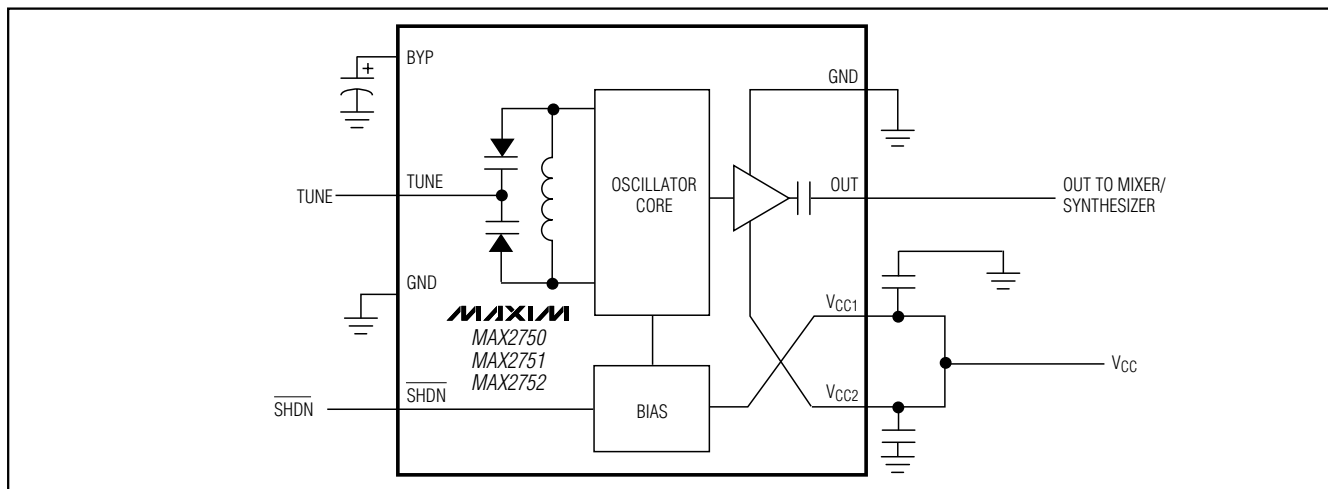 BYP
+
GND
TUNE
TUNE
OSCILLATOR
CORE
OUT
OUT TO MIXER/
SYNTHESIZER
GND
MAXIM
MAX2750
MAX2751
MAX2752
VCC1
VCC
SHDN
SHDN
BIAS
VCC2